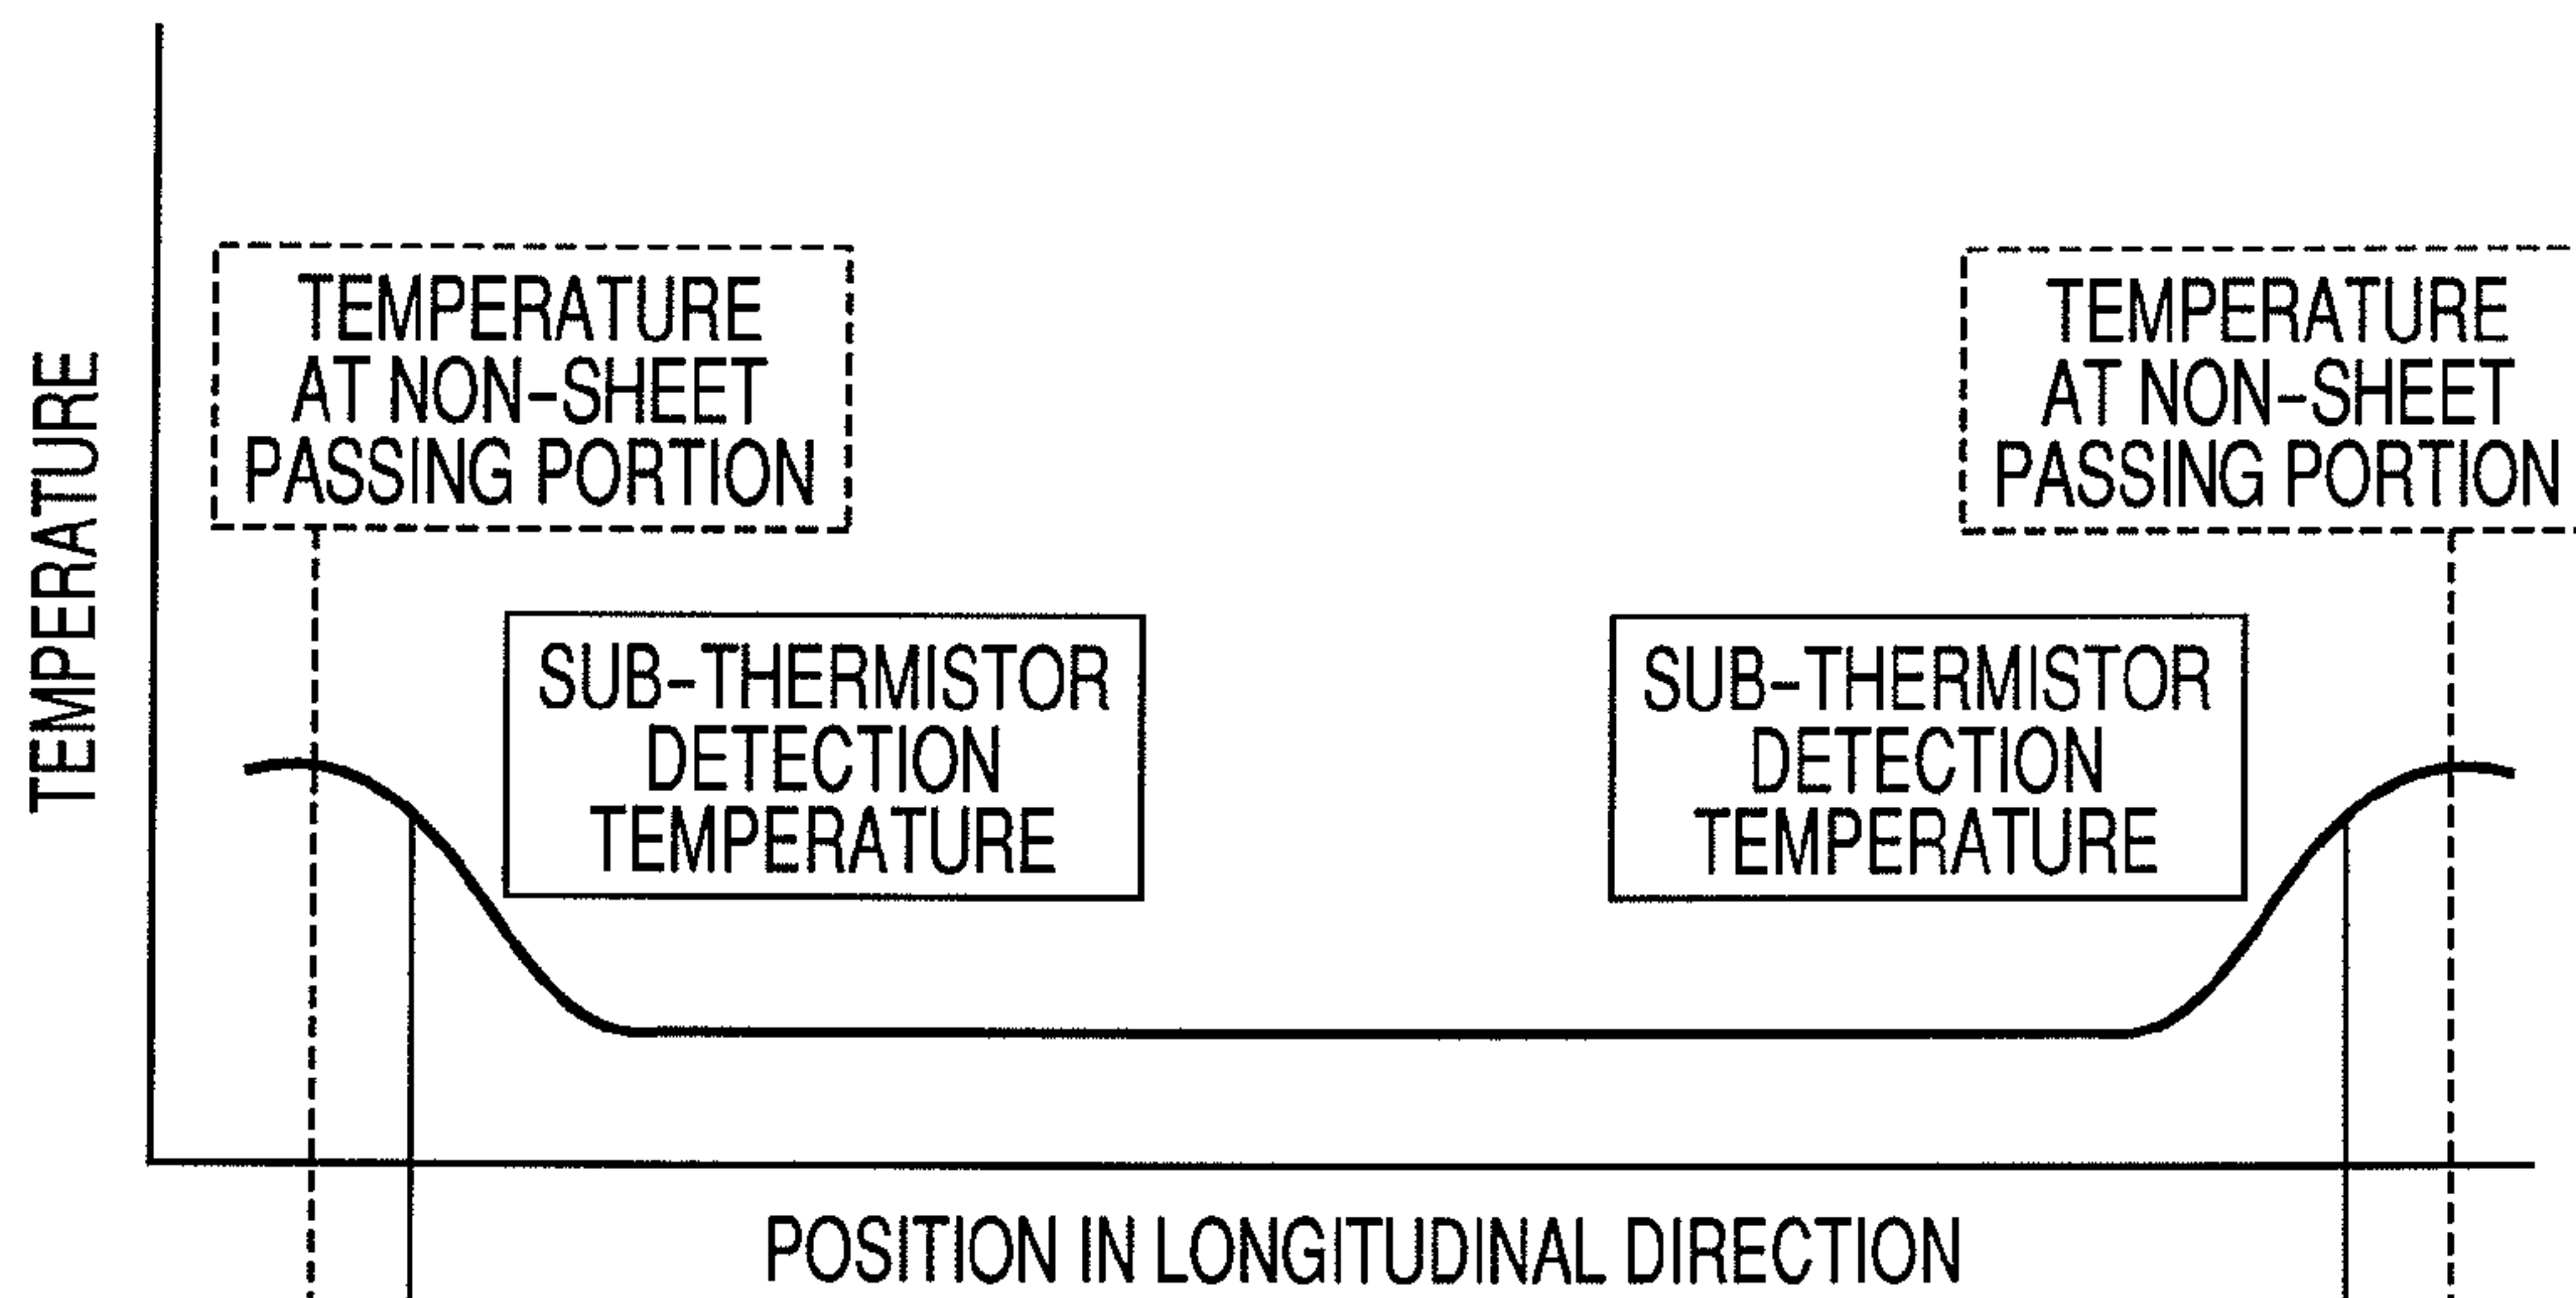 TEMPERATURE
TEMPERATURE
AT NON-SHEET
PASSING PORTION
TEMPERATURE
AT NON-SHEET
PASSING PORTION
SUB-THERMISTOR
DETECTION
TEMPERATURE
SUB-THERMISTOR
DETECTION
TEMPERATURE
POSITION IN LONGITUDINAL DIRECTION